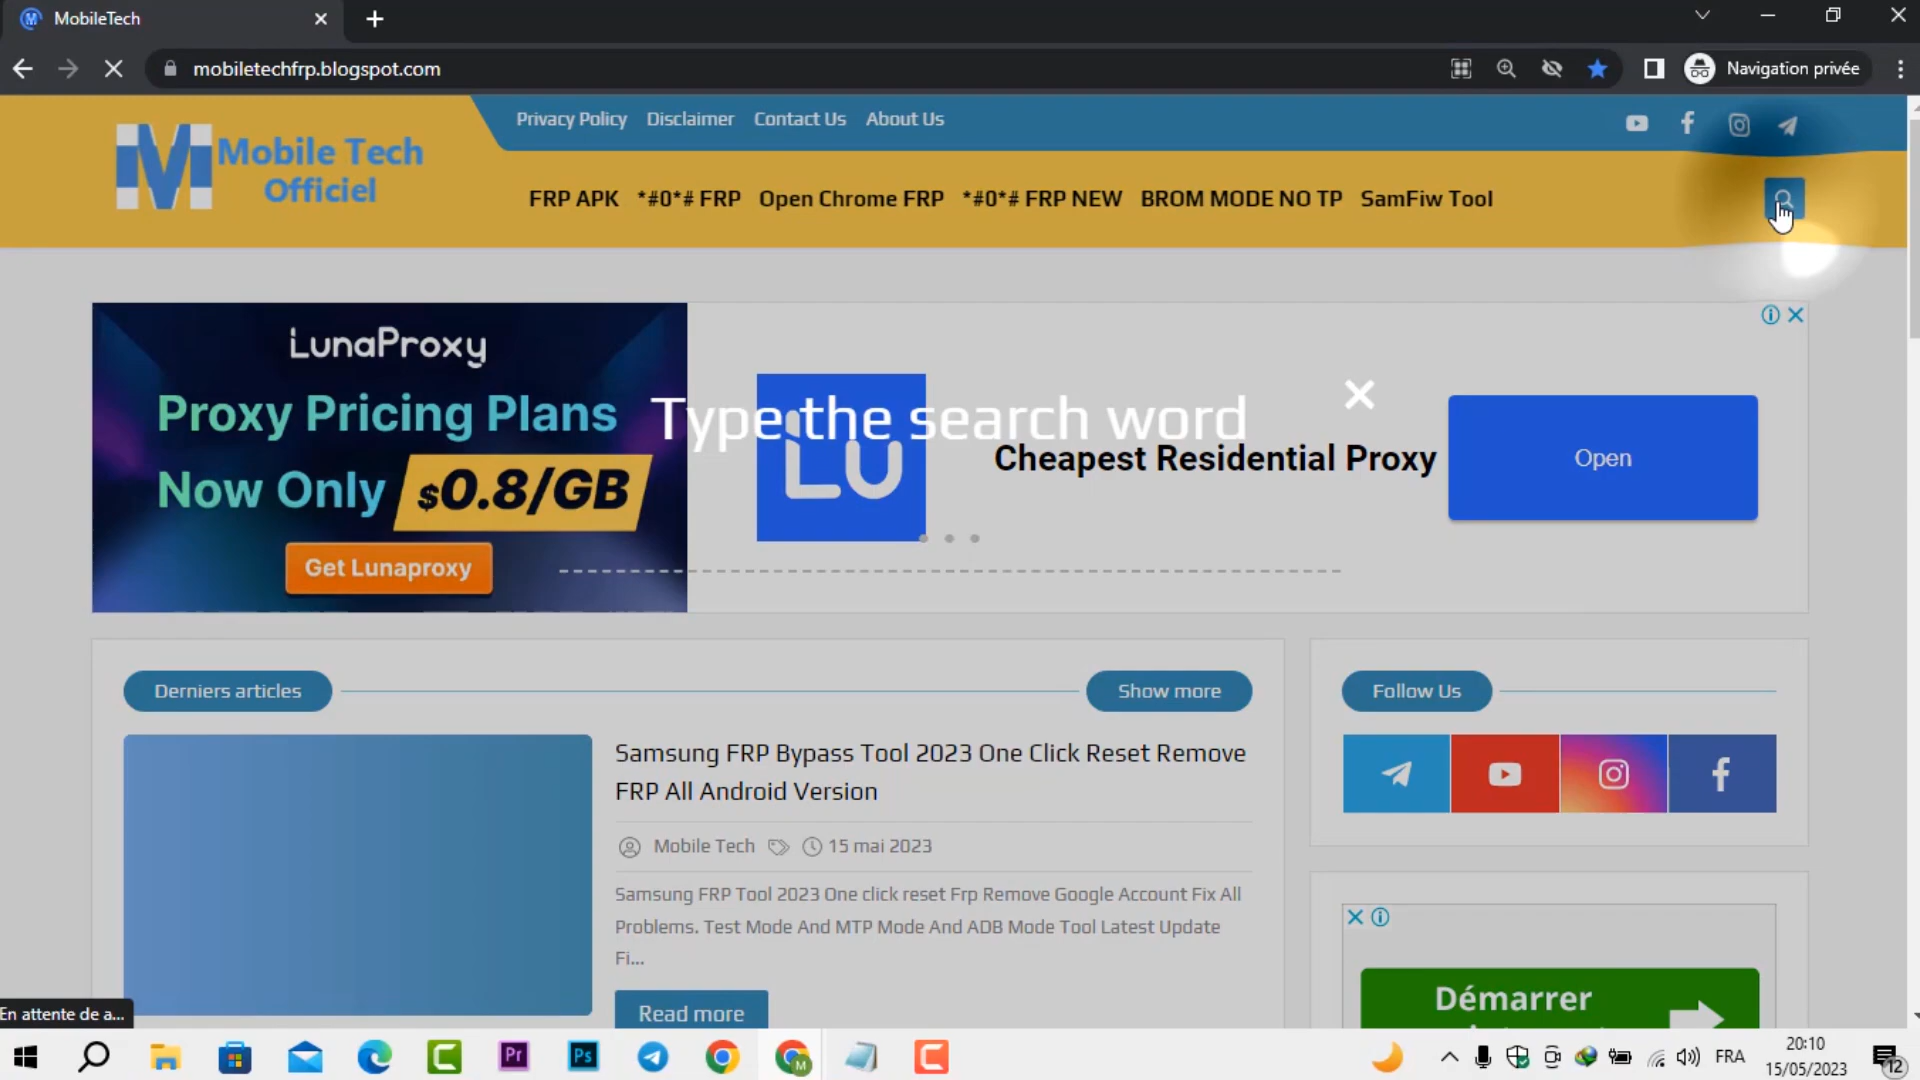 MobileTech
mobiletechfrp.blogspot.com
Navigation privée
Privacy Policy Disclaimer Contact Us About Us
Mobile Tech
Officiel
FRP APK *#0*# FRP Open Chrome FRP *#0*# FRP NEW BROM MODE NO TP SamFiw Tool
LunaProxy
Proxy Pricing Plans
Now Only $0.8/GB
Get Lunaproxy
Type the search word
LU
Cheapest Residential Proxy
Open
Derniers articles
Show more
Follow Us
Samsung FRP Bypass Tool 2023 One Click Reset Remove
FRP All Android Version
Mobile Tech 15 mai 2023
Samsung FRP Tool 2023 One click reset Frp Remove Google Account Fix All
Problems. Test Mode And MTP Mode And ADB Mode Tool Latest Update
Fi...
Read more
Démarrer
En attente de a...
Pr
Ps
M
FRA
20:10
15/05/2023
12